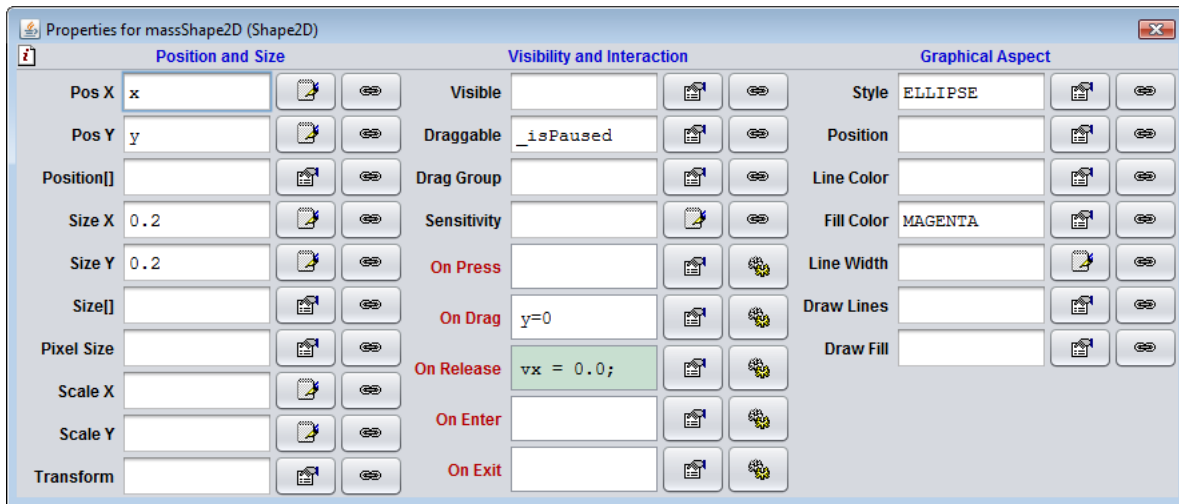 Properties for massShape2D (Shape2D)
Position and Size
Pos X x
Pos Y y
Position[]
Size X 0.2
Size Y 0.2
Size[]
Pixel Size
Scale X
Scale Y
Transform
Visibility and Interaction
Visible
Draggable _isPaused
Drag Group
Sensitivity
On Press
On Drag y=0
On Release vx = 0.0;
On Enter
On Exit
Graphical Aspect
Style ELLIPSE
Position
Line Color
Fill Color MAGENTA
Line Width
Draw Lines
Draw Fill